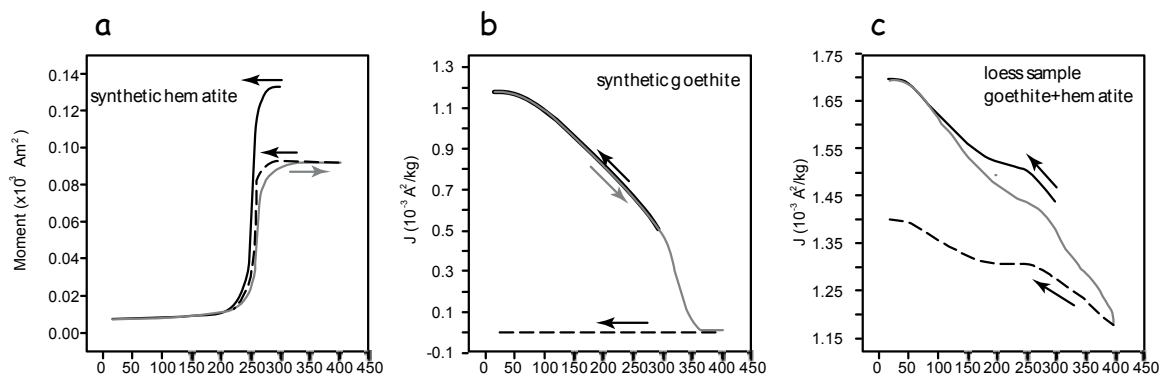 a
b
c
0.14
0.12
0.10
0.08
0.06
0.04
0.02
0.00
Moment (x10³ Am²)
synthetic hematite
0 50 100 150 200 250 300 350 400 450
1.3
1.1
0.9
0.7
0.5
0.3
0.1
-0.1
J (10⁻³ A²/kg)
synthetic goethite
0 50 100 150 200 250 300 350 400 450
1.75
1.65
1.55
1.45
1.35
1.25
1.15
J (10⁻³ A²/kg)
loess sample
goethite+hematite
0 50 100 150 200 250 300 350 400 450